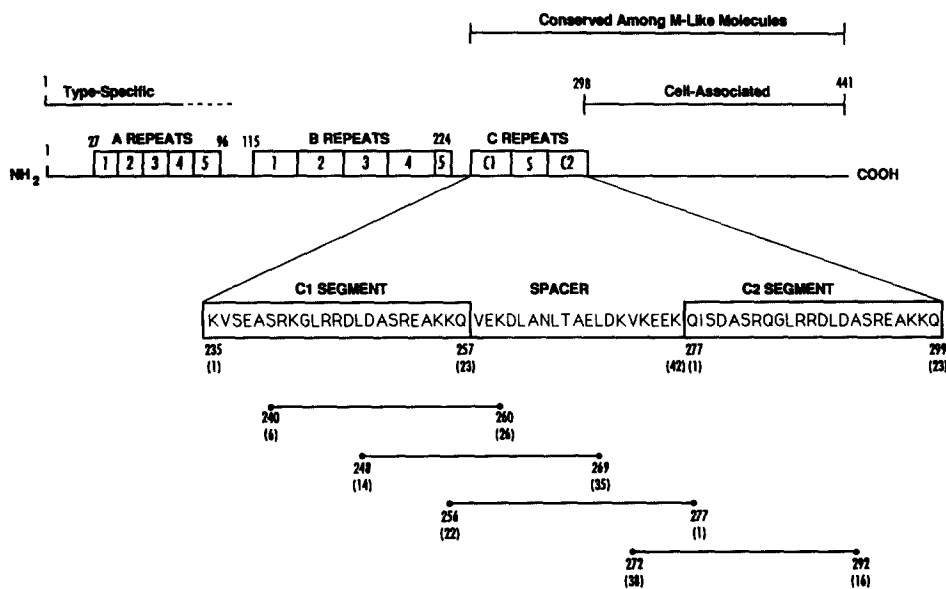 Conserved Among M-Like Molecules
1 298 441
Type-Specific Cell-Associated
27 A REPEATS 96 115 B REPEATS 224 C REPEATS
1
NH2 1 2 3 4 5 1 2 3 4 5 C1 S C2 COOH
C1 SEGMENT SPACER C2 SEGMENT
KVSEASRKGLRRDLDASREAKKQ VEKDLANLTAELDKVKEEK QISDASRQGLRRDLDASREAKKQ
235 257 277 299
(1) (23) (42) (1) (23)
240 260
(6) (26)
248 269
(14) (35)
256 277
(22) (1)
272 292
(38) (16)